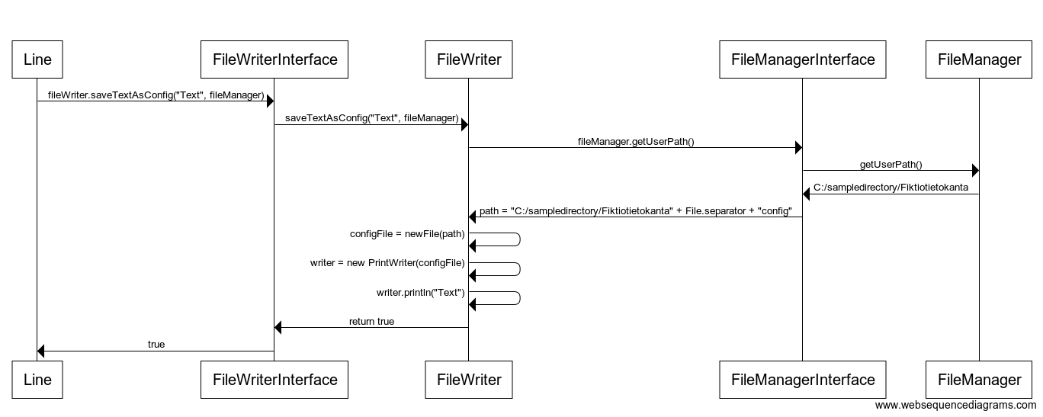 Line FileWriterInterface FileWriter FileManagerInterface FileManager
fileWriter.saveTextAsConfig("Text", fileManager)
saveTextAsConfig("Text", fileManager)
fileManager.getUserPath()
getUserPath()
C:/sampledirectory/Fiktiotietokanta
path = "C:/sampledirectory/Fiktiotietokanta" + File.separator + "config"
configFile = newFile(path)
writer = new PrintWriter(configFile)
writer.println("Text")
return true
true
Line FileWriterInterface FileWriter FileManagerInterface FileManager
www.websequencediagrams.com